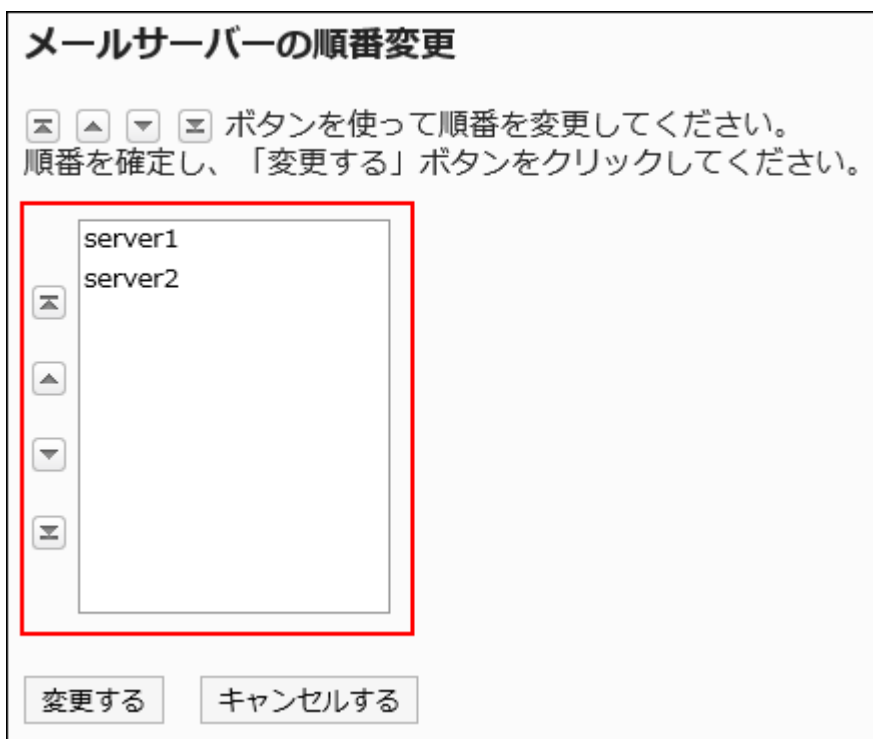 メールサーバーの順番変更
ボタンを使って順番を変更してください。
順番を確定し、「変更する」ボタンをクリックしてください。
server1
server2
変更する
キャンセルする